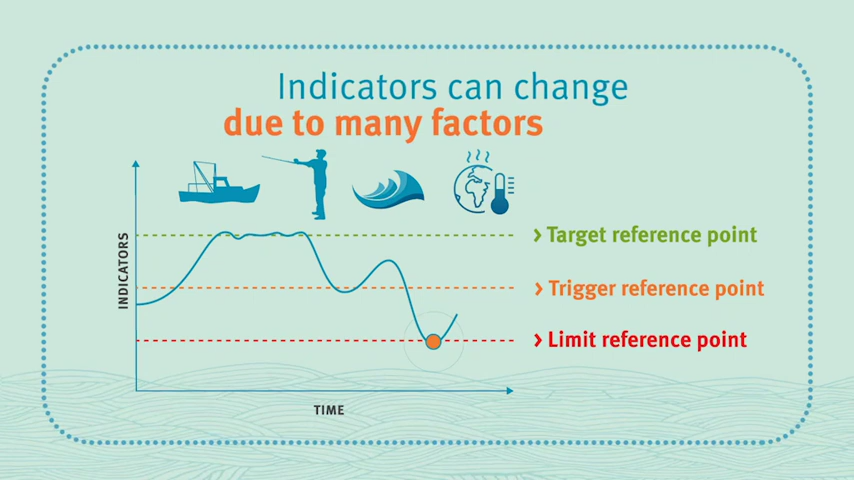 Indicators can change
due to many factors
INDICATORS
› Target reference point
› Trigger reference point
› Limit reference point
TIME